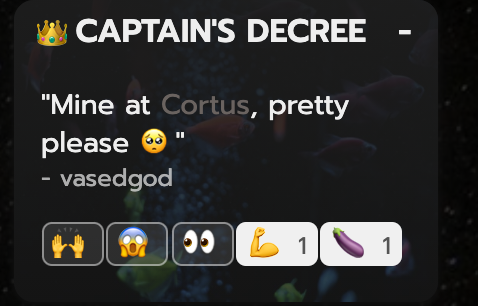 👑 CAPTAIN'S DECREE -
"Mine at Cortus, pretty
please 🥺 "
- vasedgod
🙌 😱 👀 💪 1 🍆 1